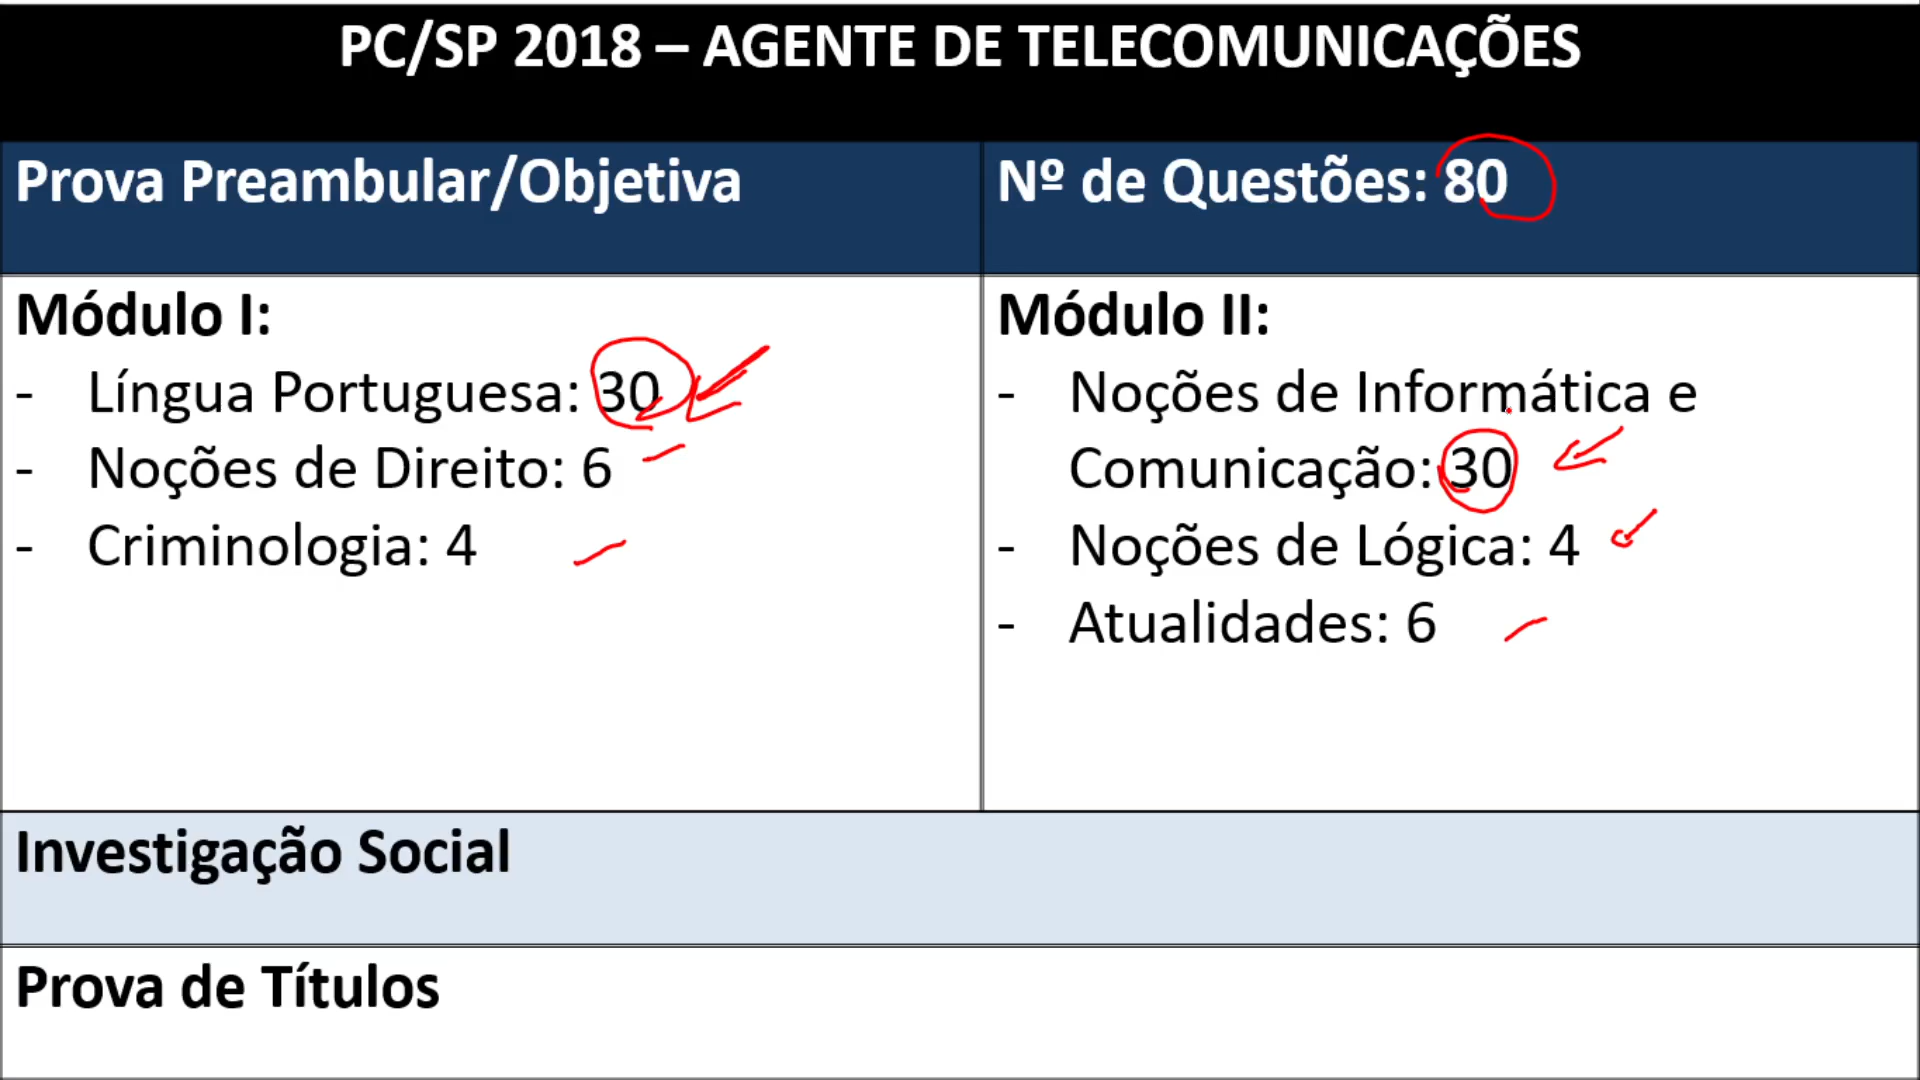 PC/SP 2018 – AGENTE DE TELECOMUNICAÇÕES
Prova Preambular/Objetiva
Nº de Questões: 80
Módulo I:
- Língua Portuguesa: 30
- Noções de Direito: 6
- Criminologia: 4
Módulo II:
- Noções de Informática e
Comunicação: 30
- Noções de Lógica: 4
- Atualidades: 6
Investigação Social
Prova de Títulos